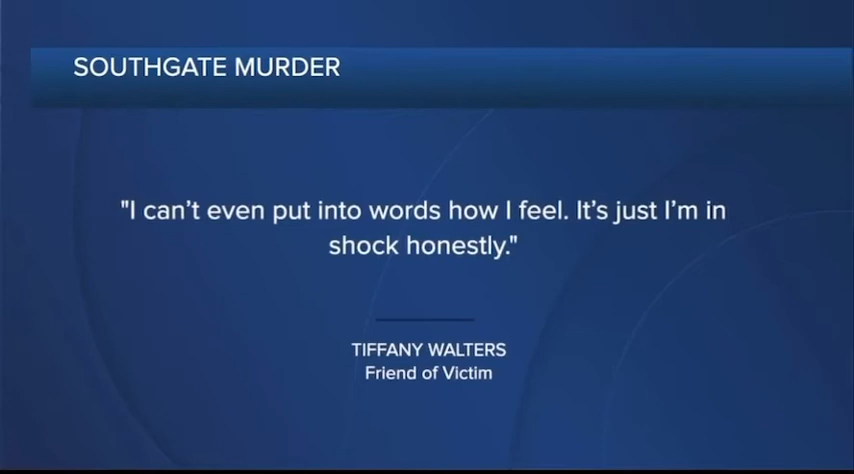 SOUTHGATE MURDER
"I can’t even put into words how I feel. It’s just I’m in
shock honestly."
TIFFANY WALTERS
Friend of Victim